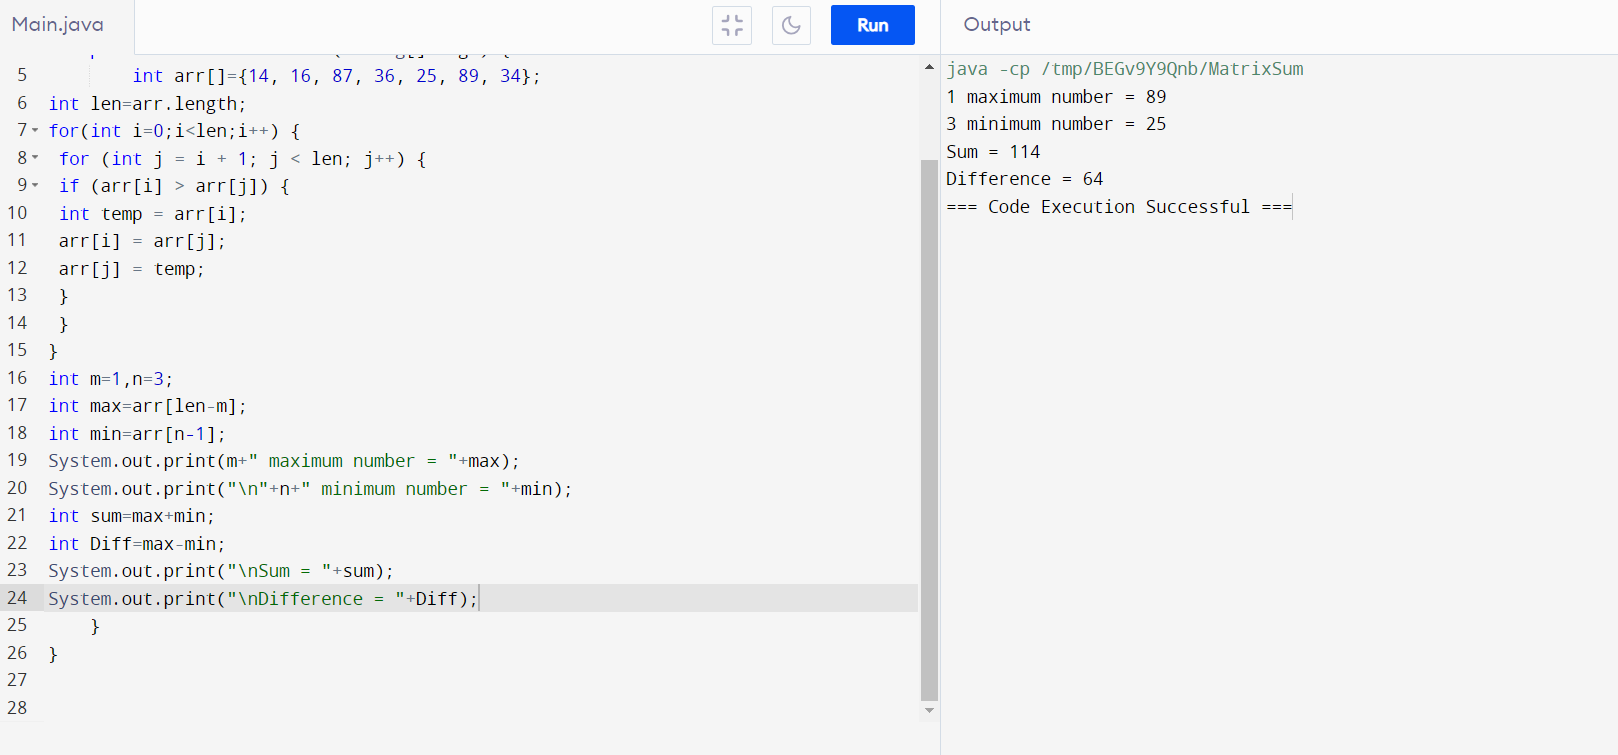 Main.java
Run
Output
5 int arr[]={14, 16, 87, 36, 25, 89, 34};
6 int len=arr.length;
7 for(int i=0;i<len;i++) {
8 for (int j = i + 1; j < len; j++) {
9 if (arr[i] > arr[j]) {
10 int temp = arr[i];
11 arr[i] = arr[j];
12 arr[j] = temp;
13 }
14 }
15 }
16 int m=1,n=3;
17 int max=arr[len-m];
18 int min=arr[n-1];
19 System.out.print(m+" maximum number = "+max);
20 System.out.print("\n"+n+" minimum number = "+min);
21 int sum=max+min;
22 int Diff=max-min;
23 System.out.print("\nSum = "+sum);
24 System.out.print("\nDifference = "+Diff);
25 }
26 }
27
28
java -cp /tmp/BEGv9Y9Qnb/MatrixSum
1 maximum number = 89
3 minimum number = 25
Sum = 114
Difference = 64
=== Code Execution Successful ===